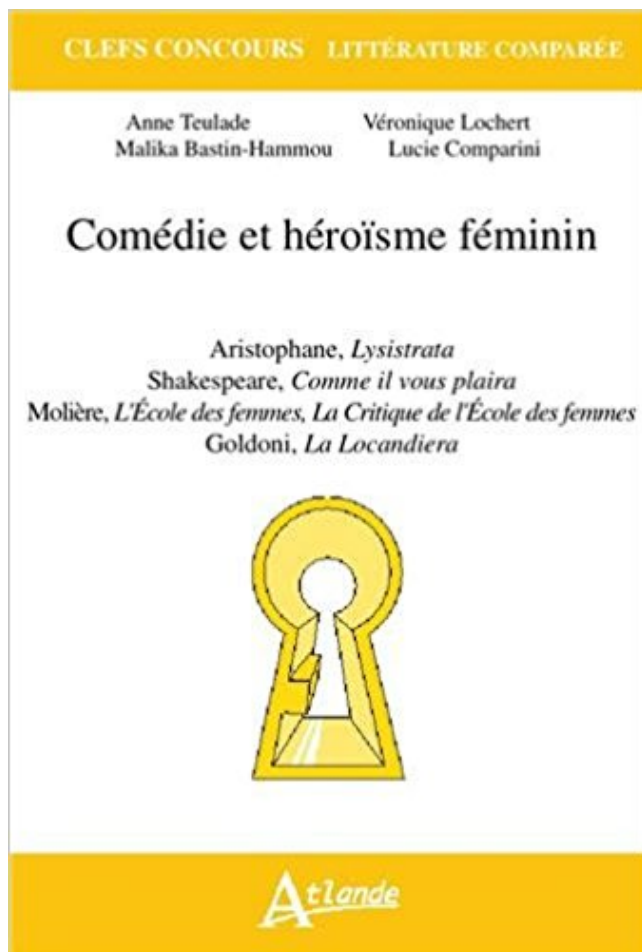 CLEFS CONCOURS LITTÉRATURE COMPARÉE
Anne Teulade Véronique Lochert
Malika Bastin-Hammou Lucie Comparini
Comédie et héroïsme féminin
Aristophane, Lysistrata
Shakespeare, Comme il vous plaira
Molière, L'École des femmes, La Critique de l'École des femmes
Goldoni, La Locandiera
Atlande